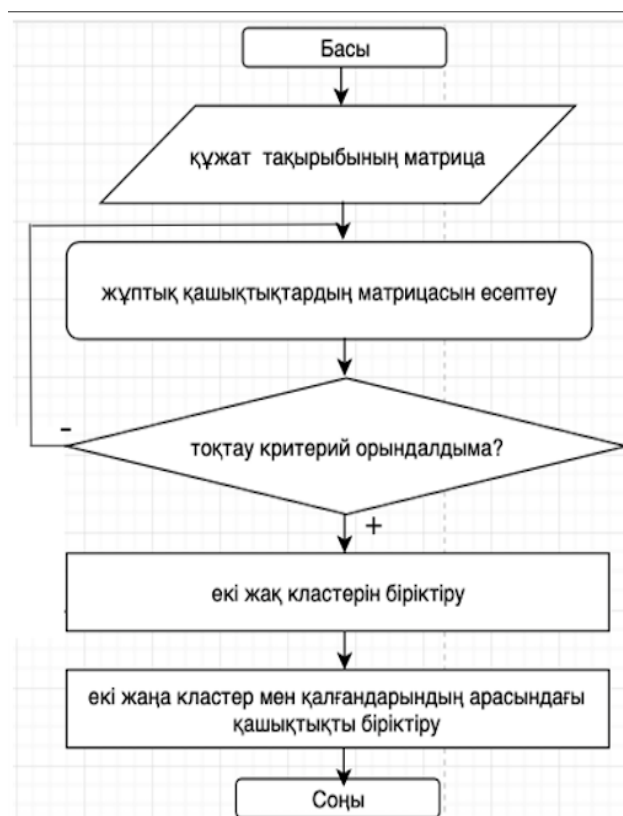 Басы
құжат тақырыбының матрица
жұптық қашықтықтардың матрицасын есептеу
-
тоқтау критерий орындалдыма?
+
екі жақ кластерін біріктіру
екі жаңа кластер мен қалғандарындың арасындағы
қашықтықты біріктіру
Соңы